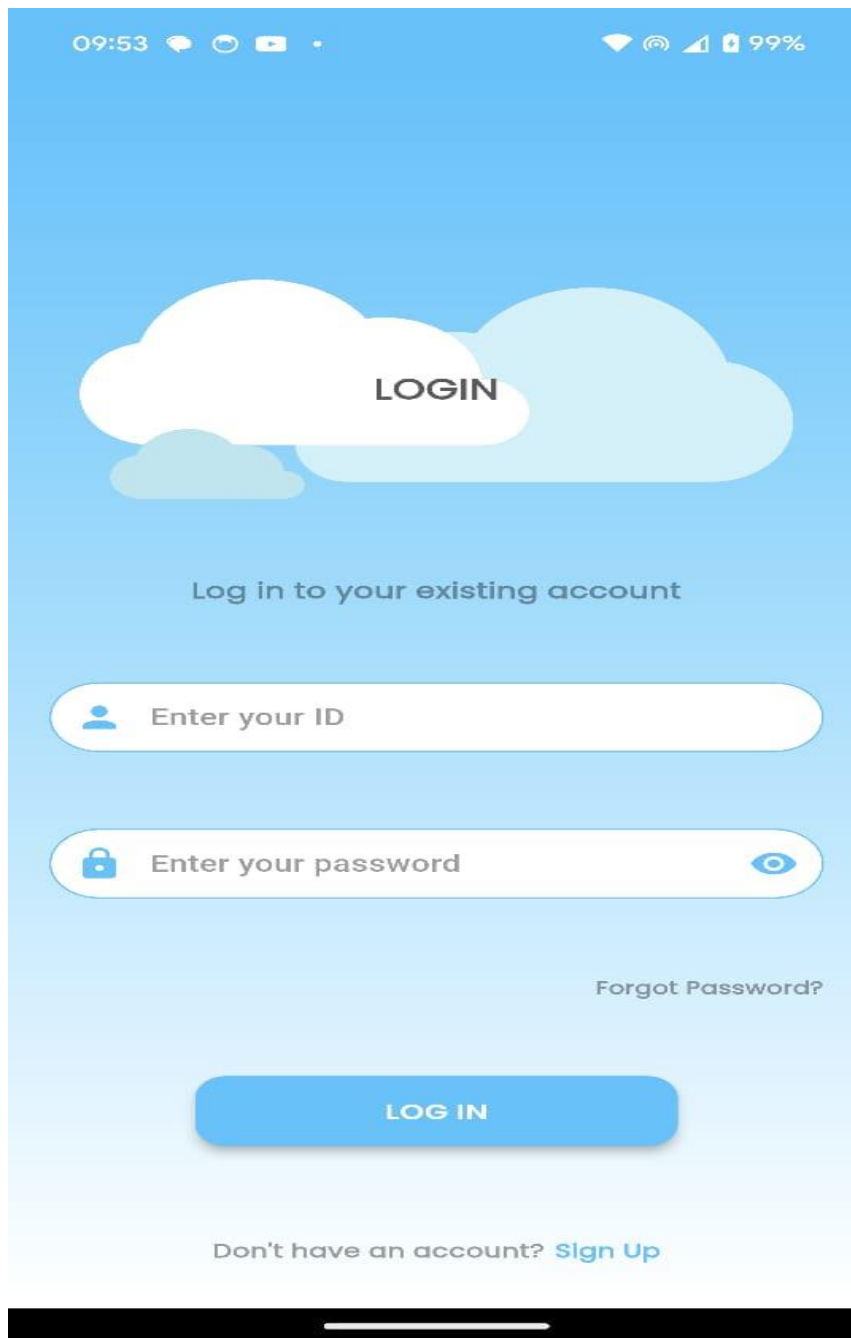 09:53
99%
LOGIN
Log in to your existing account
Enter your ID
Enter your password
Forgot Password?
LOG IN
Don't have an account? Sign Up